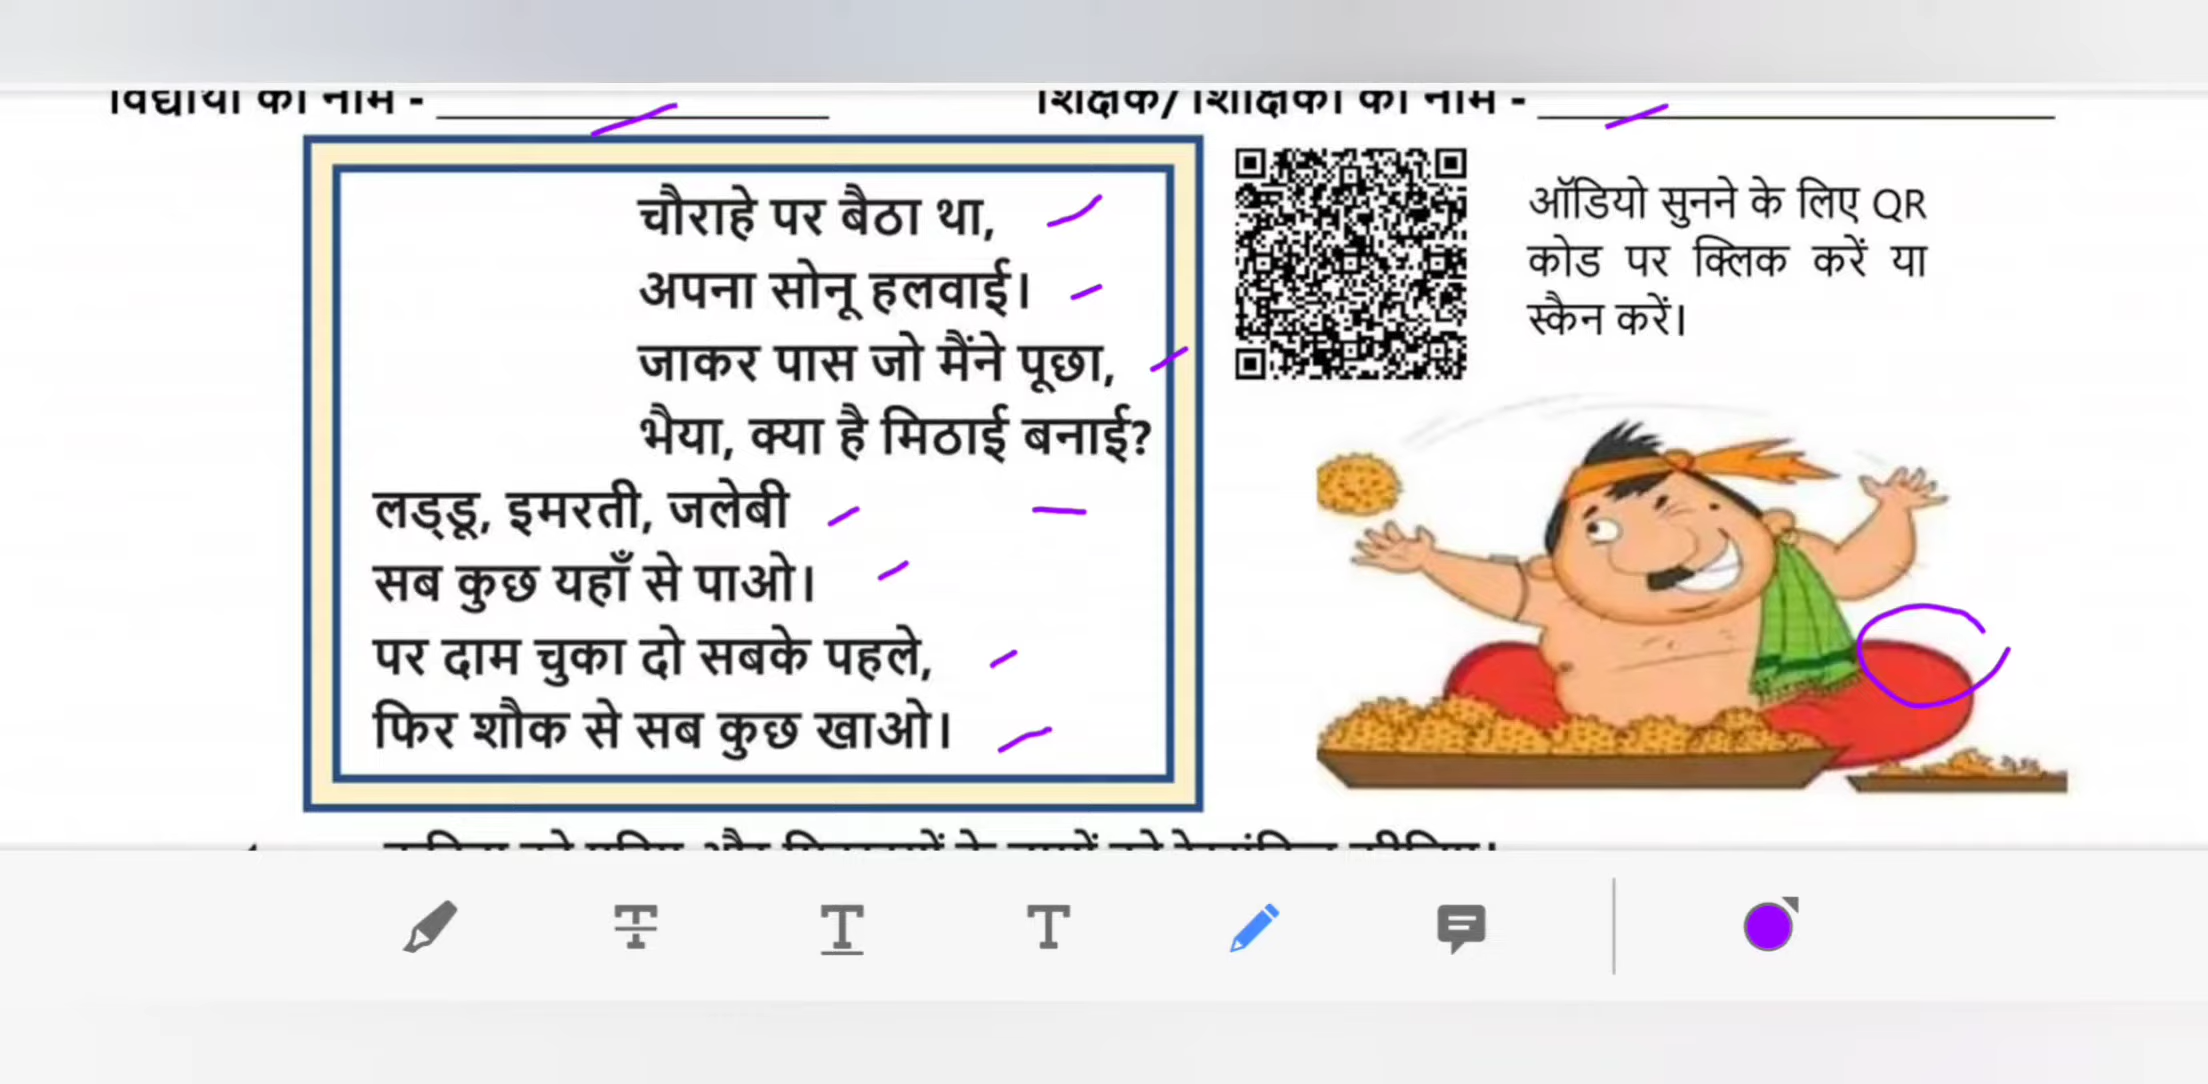 विद्यार्थी का नाम -
शिक्षक/ शिक्षिका का नाम -
चौराहे पर बैठा था,
अपना सोनू हलवाई।
जाकर पास जो मैंने पूछा,
भैया, क्या है मिठाई बनाई?
लड्डू, इमरती, जलेबी
सब कुछ यहाँ से पाओ।
पर दाम चुका दो सबके पहले,
फिर शौक से सब कुछ खाओ।
ऑडियो सुनने के लिए QR
कोड पर क्लिक करें या
स्कैन करें।